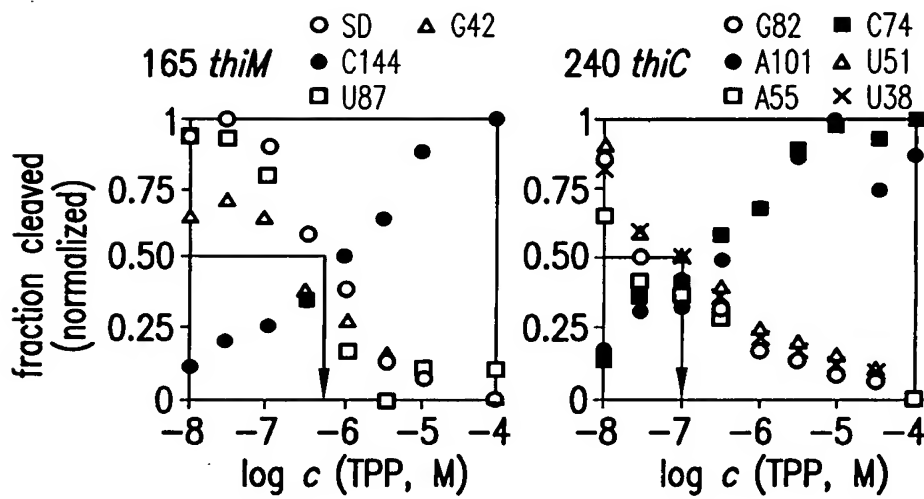 165 thiM
○ SD △ G42
● C144
□ U87
fraction cleaved
(normalized)
1
0.75
0.50
0.25
0
−8 −7 −6 −5 −4
log c (TPP, M)
240 thiC
○ G82 ■ C74
● A101 △ U51
□ A55 × U38
1
0.75
0.50
0.25
0
−8 −7 −6 −5 −4
log c (TPP, M)